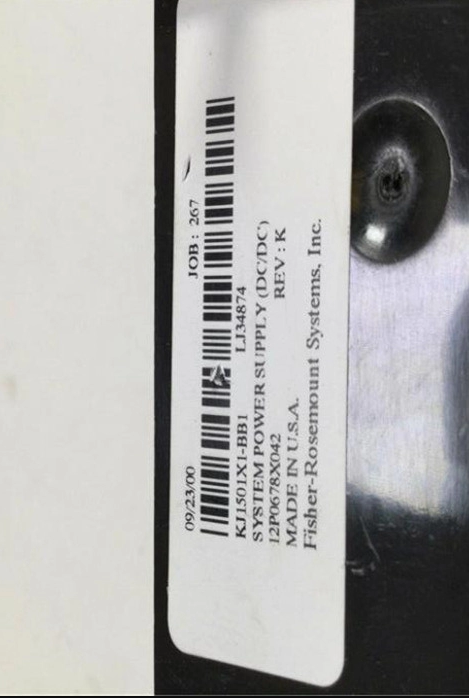 09/23/00 JOB : 267
KJ1501X1-BB1 LJ34874
SYSTEM POWER SUPPLY (DC/DC)
12P0678X042 REV : K
MADE IN U.S.A.
Fisher-Rosemount Systems, Inc.